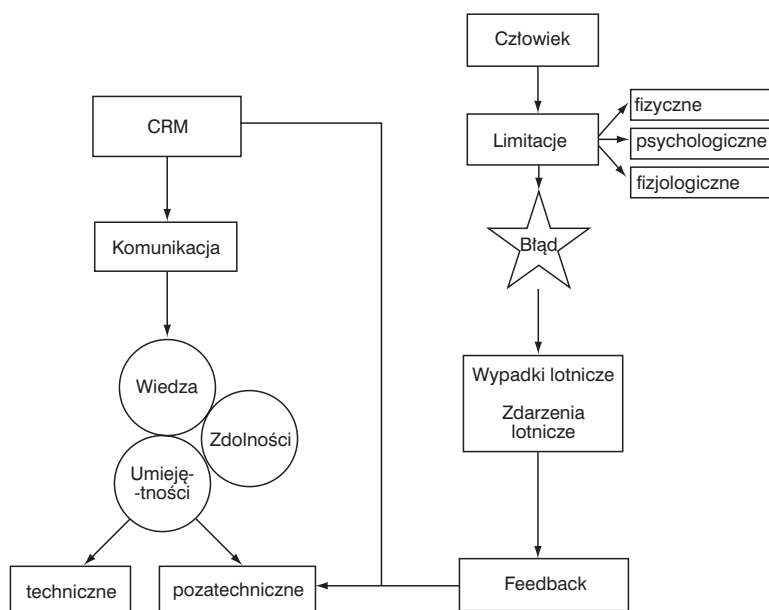 Człowiek
CRM
Limitacje
fizyczne
psychologiczne
fizjologiczne
Komunikacja
Błąd
Wiedza
Zdolności
Umieję-
-tności
Wypadki lotnicze
Zdarzenia
lotnicze
techniczne
pozatechniczne
Feedback